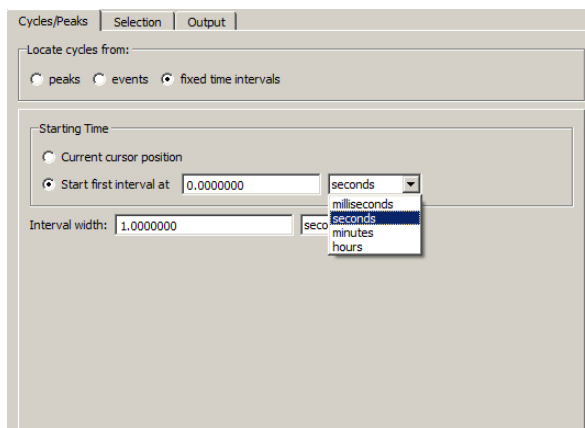 Cycles/Peaks Selection Output
Locate cycles from:
peaks events fixed time intervals
Starting Time
Current cursor position
Start first interval at 0.0000000 seconds
milliseconds
seconds
minutes
hours
Interval width: 1.0000000 seco